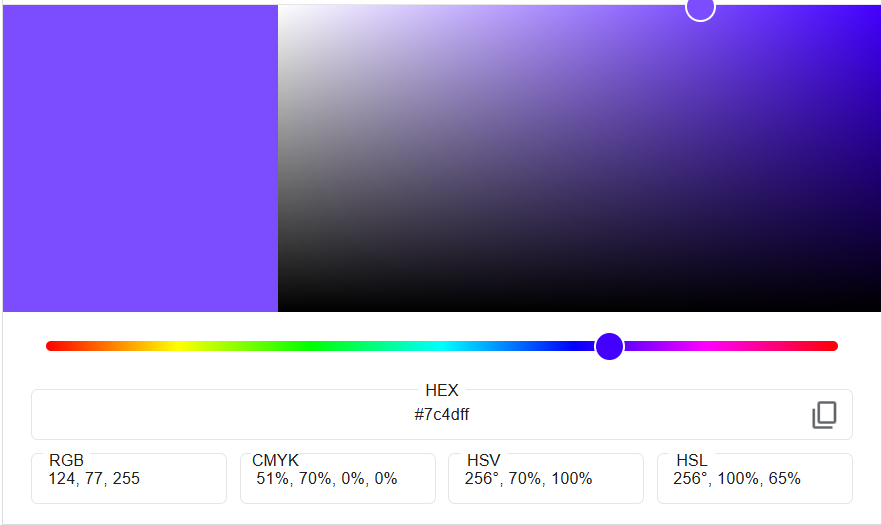 HEX
#7c4dff
RGB
124, 77, 255
CMYK
51%, 70%, 0%, 0%
HSV
256°, 70%, 100%
HSL
256°, 100%, 65%